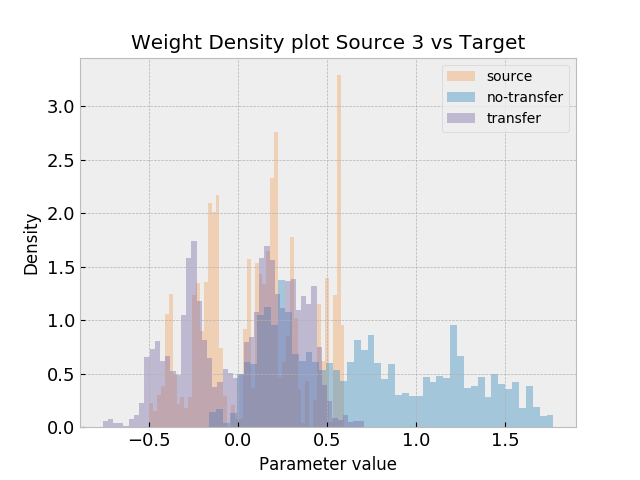 Weight Density plot Source 3 vs Target
source
no-transfer
transfer
Density
3.0
2.5
2.0
1.5
1.0
0.5
0.0
−0.5 0.0 0.5 1.0 1.5
Parameter value